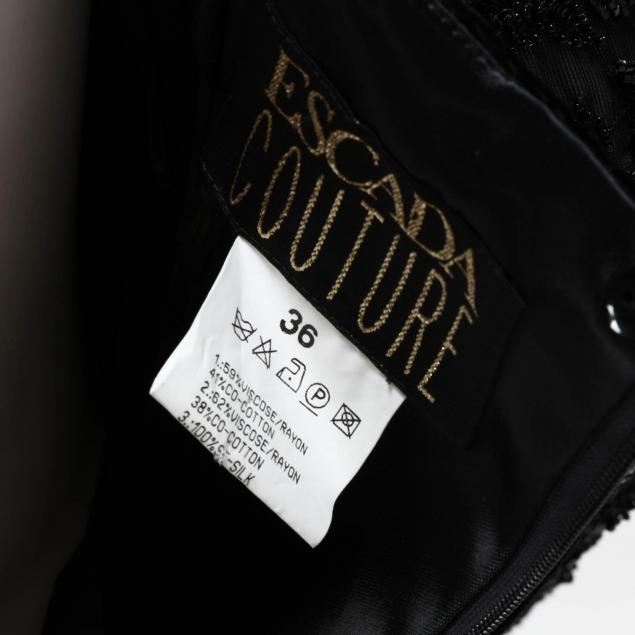 ESCADA
COUTURE
36
P
1.:59%VISCOSE/RAYON
41%CO-COTTON
2.:62%VISCOSE/RAYON
38%CO-COTTON
3.:100%SE-SILK